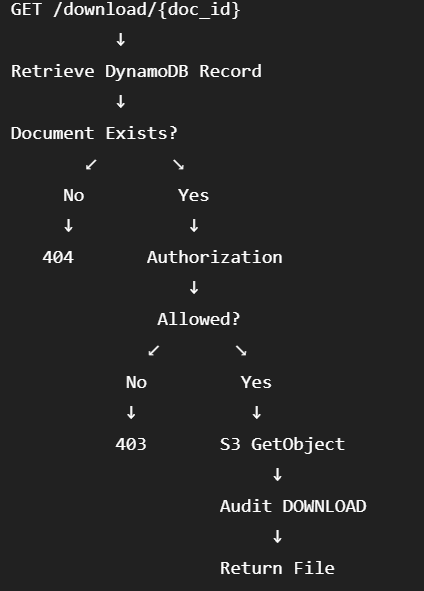 GET /download/{doc_id}
↓
Retrieve DynamoDB Record
↓
Document Exists?
↙ ↘
No Yes
↓ ↓
404 Authorization
↓
Allowed?
↙ ↘
No Yes
↓ ↓
403 S3 GetObject
↓
Audit DOWNLOAD
↓
Return File